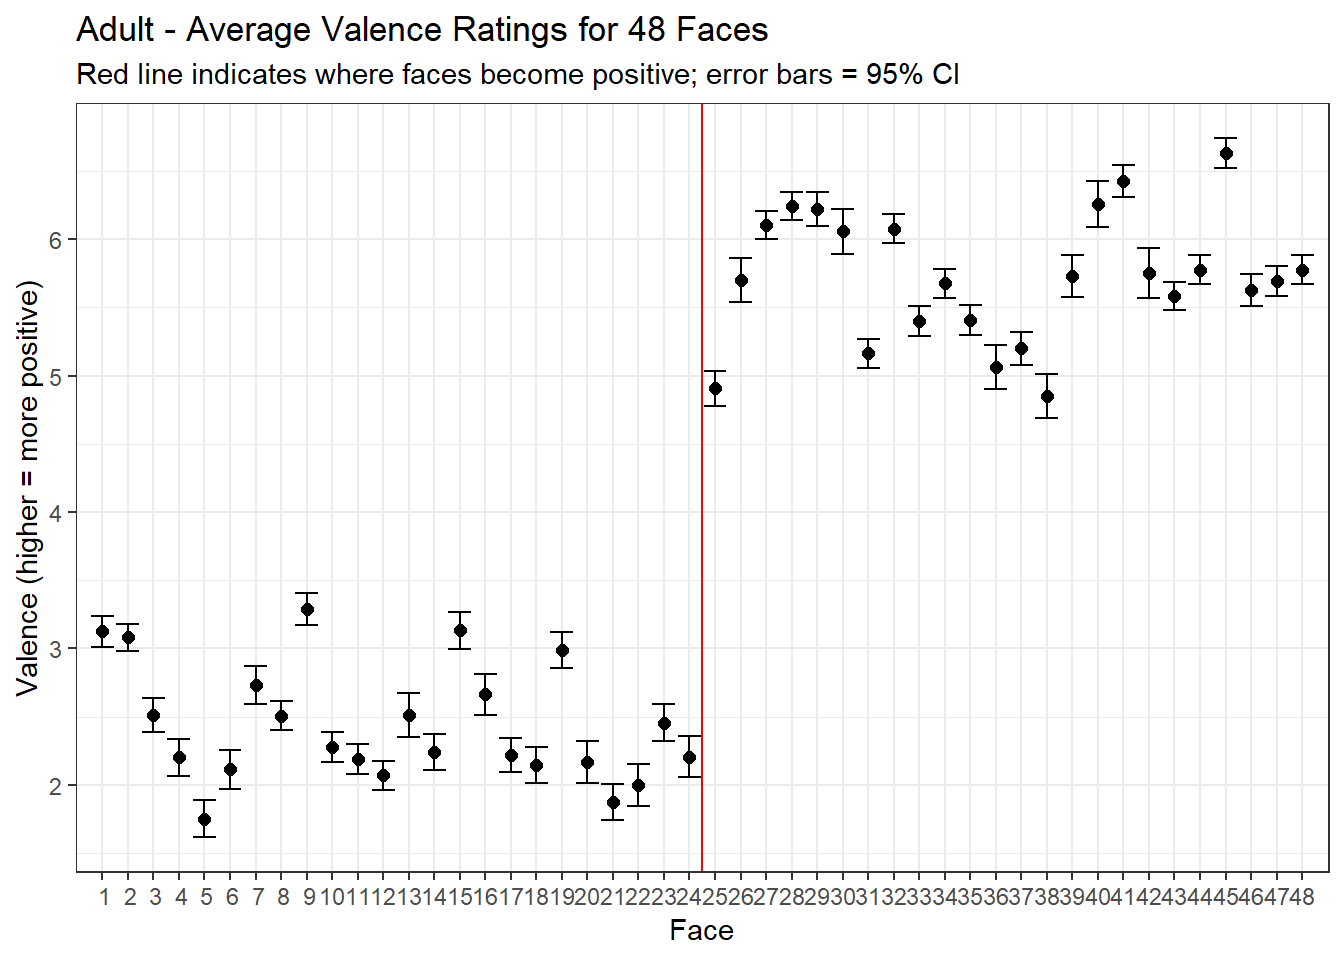 Adult - Average Valence Ratings for 48 Faces
Red line indicates where faces become positive; error bars = 95% CI
Valence (higher = more positive)
6
5
4
3
2
1 2 3 4 5 6 7 8 9 10 11 12 13 14 15 16 17 18 19 20 21 22 23 24 25 26 27 28 29 30 31 32 33 34 35 36 37 38 39 40 41 42 43 44 45 46 47 48
Face